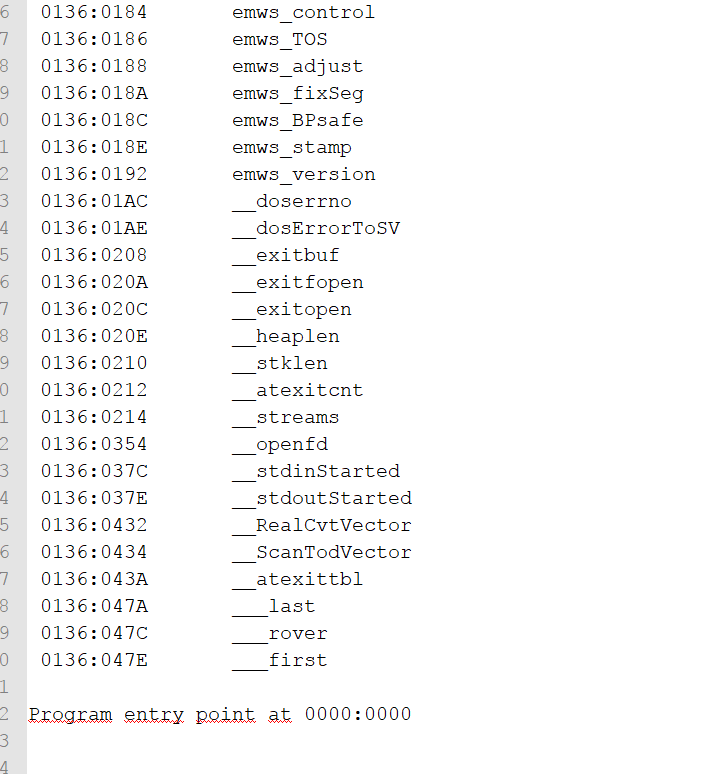 6 0136:0184 emws_control
7 0136:0186 emws_TOS
8 0136:0188 emws_adjust
9 0136:018A emws_fixSeg
0 0136:018C emws_BPsafe
1 0136:018E emws_stamp
2 0136:0192 emws_version
3 0136:01AC __doserrno
4 0136:01AE __dosErrorToSV
5 0136:0208 __exitbuf
6 0136:020A __exitfopen
7 0136:020C __exitopen
8 0136:020E __heaplen
9 0136:0210 __stklen
0 0136:0212 __atexitcnt
1 0136:0214 __streams
2 0136:0354 __openfd
3 0136:037C __stdinStarted
4 0136:037E __stdoutStarted
5 0136:0432 __RealCvtVector
6 0136:0434 __ScanTodVector
7 0136:043A __atexittbl
8 0136:047A ___last
9 0136:047C ___rover
0 0136:047E ___first
1
2 Program entry point at 0000:0000
3
4